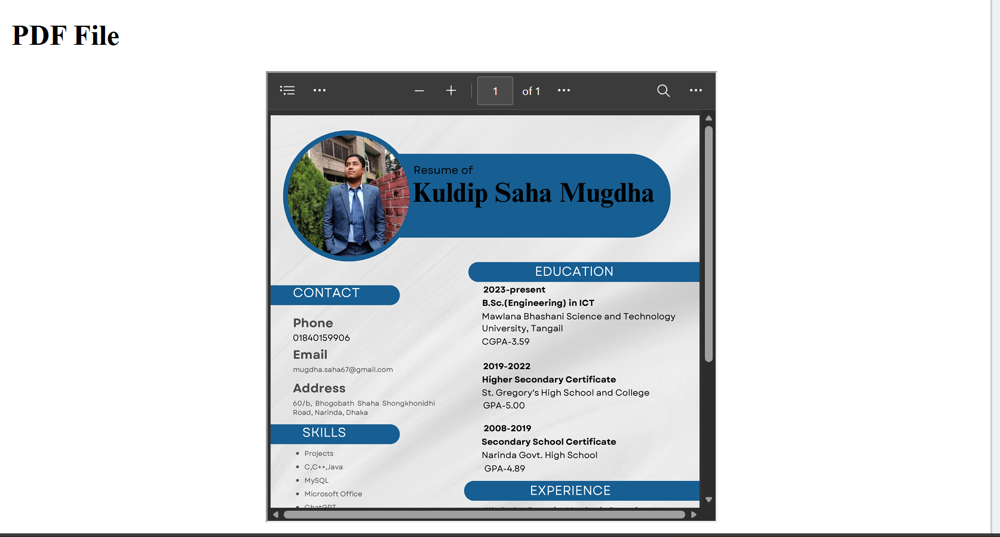 PDF File
1 of 1
Resume of
Kuldip Saha Mugdha
CONTACT
Phone
01840159906
Email
mugdha.saha67@gmail.com
Address
60/b, Bhogobath Shaha Shongkhonidhi
Road, Narinda, Dhaka
SKILLS
Projects
C,C++,Java
MySQL
Microsoft Office
ChatGPT
EDUCATION
2023-present
B.Sc.(Engineering) in ICT
Mawlana Bhashani Science and Technology
University, Tangail
CGPA-3.59
2019-2022
Higher Secondary Certificate
St. Gregory's High School and College
GPA-5.00
2008-2019
Secondary School Certificate
Narinda Govt. High School
GPA-4.89
EXPERIENCE